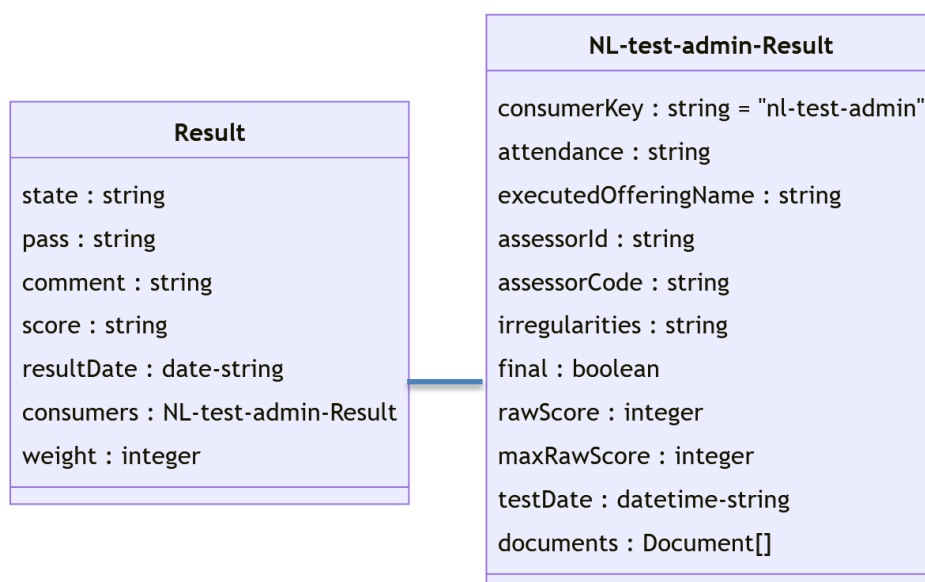 Result
state : string
pass : string
comment : string
score : string
resultDate : date-string
consumers : NL-test-admin-Result
weight : integer
NL-test-admin-Result
consumerKey : string = "nl-test-admin"
attendance : string
executedOfferingName : string
assessorId : string
assessorCode : string
irregularities : string
final : boolean
rawScore : integer
maxRawScore : integer
testDate : datetime-string
documents : Document[]